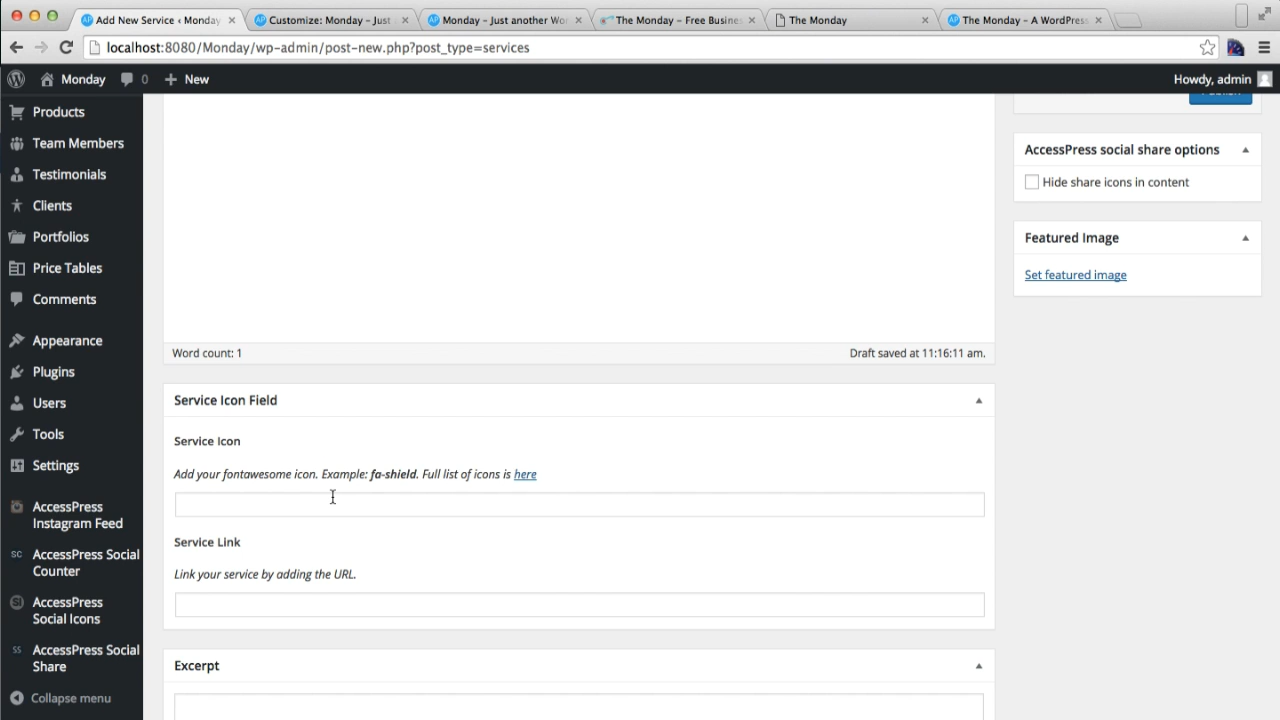 Add New Service ‹ Monday
Customize: Monday – Just
Monday – Just another Wo
The Monday – Free Busine
The Monday
The Monday – A WordPress
localhost:8080/Monday/wp-admin/post-new.php?post_type=services
Monday
0
New
Howdy, admin
Products
Team Members
Testimonials
Clients
Portfolios
Price Tables
Comments
Appearance
Plugins
Users
Tools
Settings
AccessPress
Instagram Feed
SC
AccessPress Social
Counter
SI
AccessPress
Social Icons
SS
AccessPress Social
Share
Collapse menu
Word count: 1
Draft saved at 11:16:11 am.
Service Icon Field
Service Icon
Add your fontawesome icon. Example: fa-shield. Full list of icons is here
Service Link
Link your service by adding the URL.
Excerpt
AccessPress social share options
Hide share icons in content
Featured Image
Set featured image